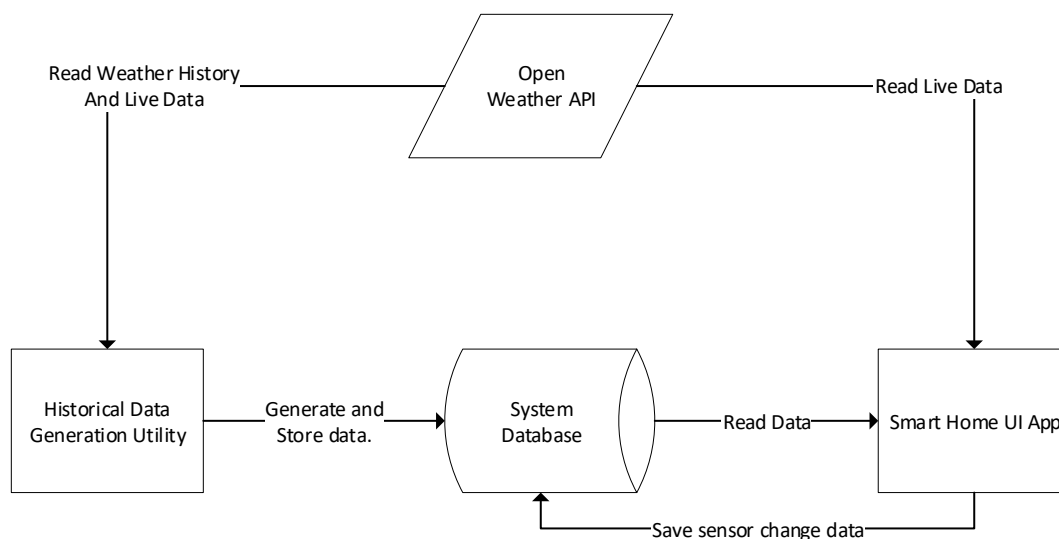 Read Weather History
And Live Data
Open
Weather API
Read Live Data
Historical Data
Generation Utility
Generate and
Store data.
System
Database
Read Data
Smart Home UI App
Save sensor change data